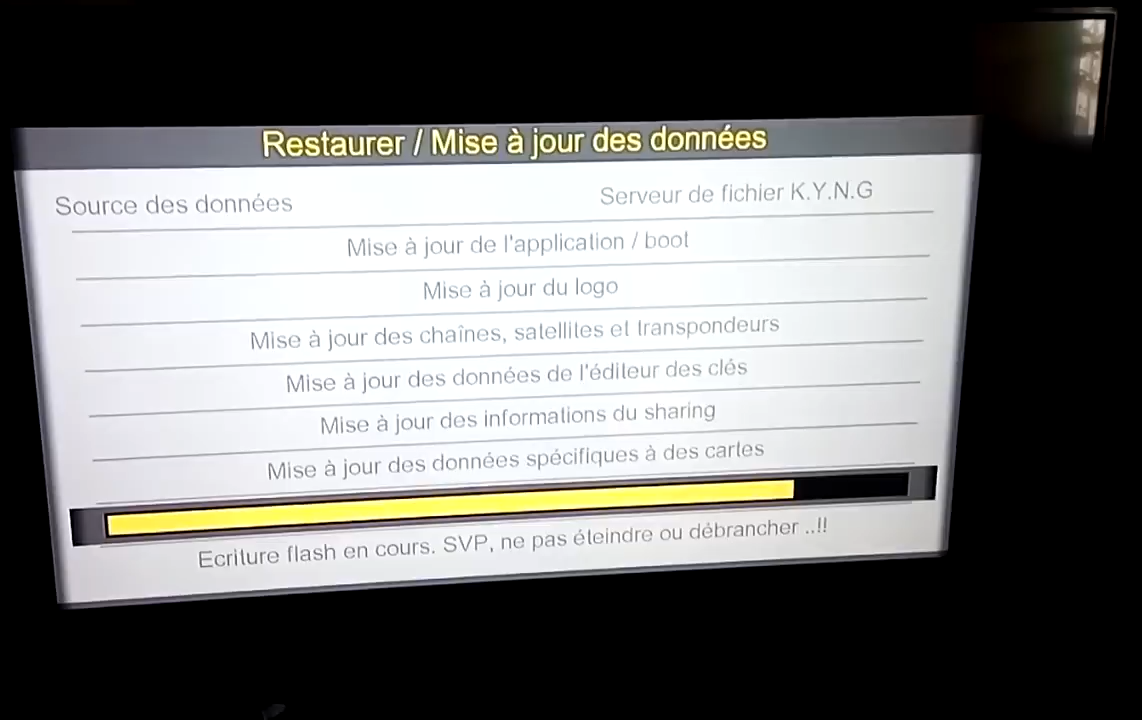 Restaurer / Mise à jour des données
Source des données Serveur de fichier K.Y.N.G
Mise à jour de l'application / boot
Mise à jour du logo
Mise à jour des chaînes, satellites et transpondeurs
Mise à jour des données de l'éditeur des clés
Mise à jour des informations du sharing
Mise à jour des données spécifiques à des cartes
Ecriture flash en cours. SVP, ne pas éteindre ou débrancher ..!!